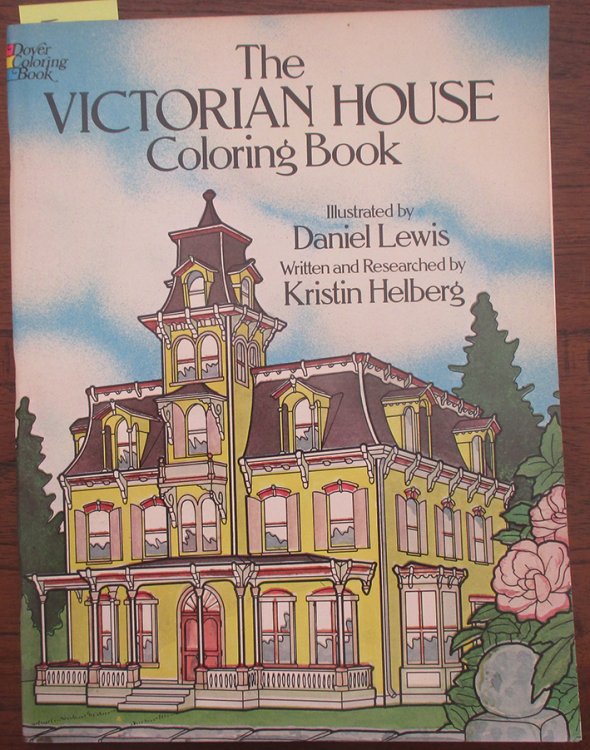 Dover
Coloring
Book
The
VICTORIAN HOUSE
Coloring Book
Illustrated by
Daniel Lewis
Written and Researched by
Kristin Helberg